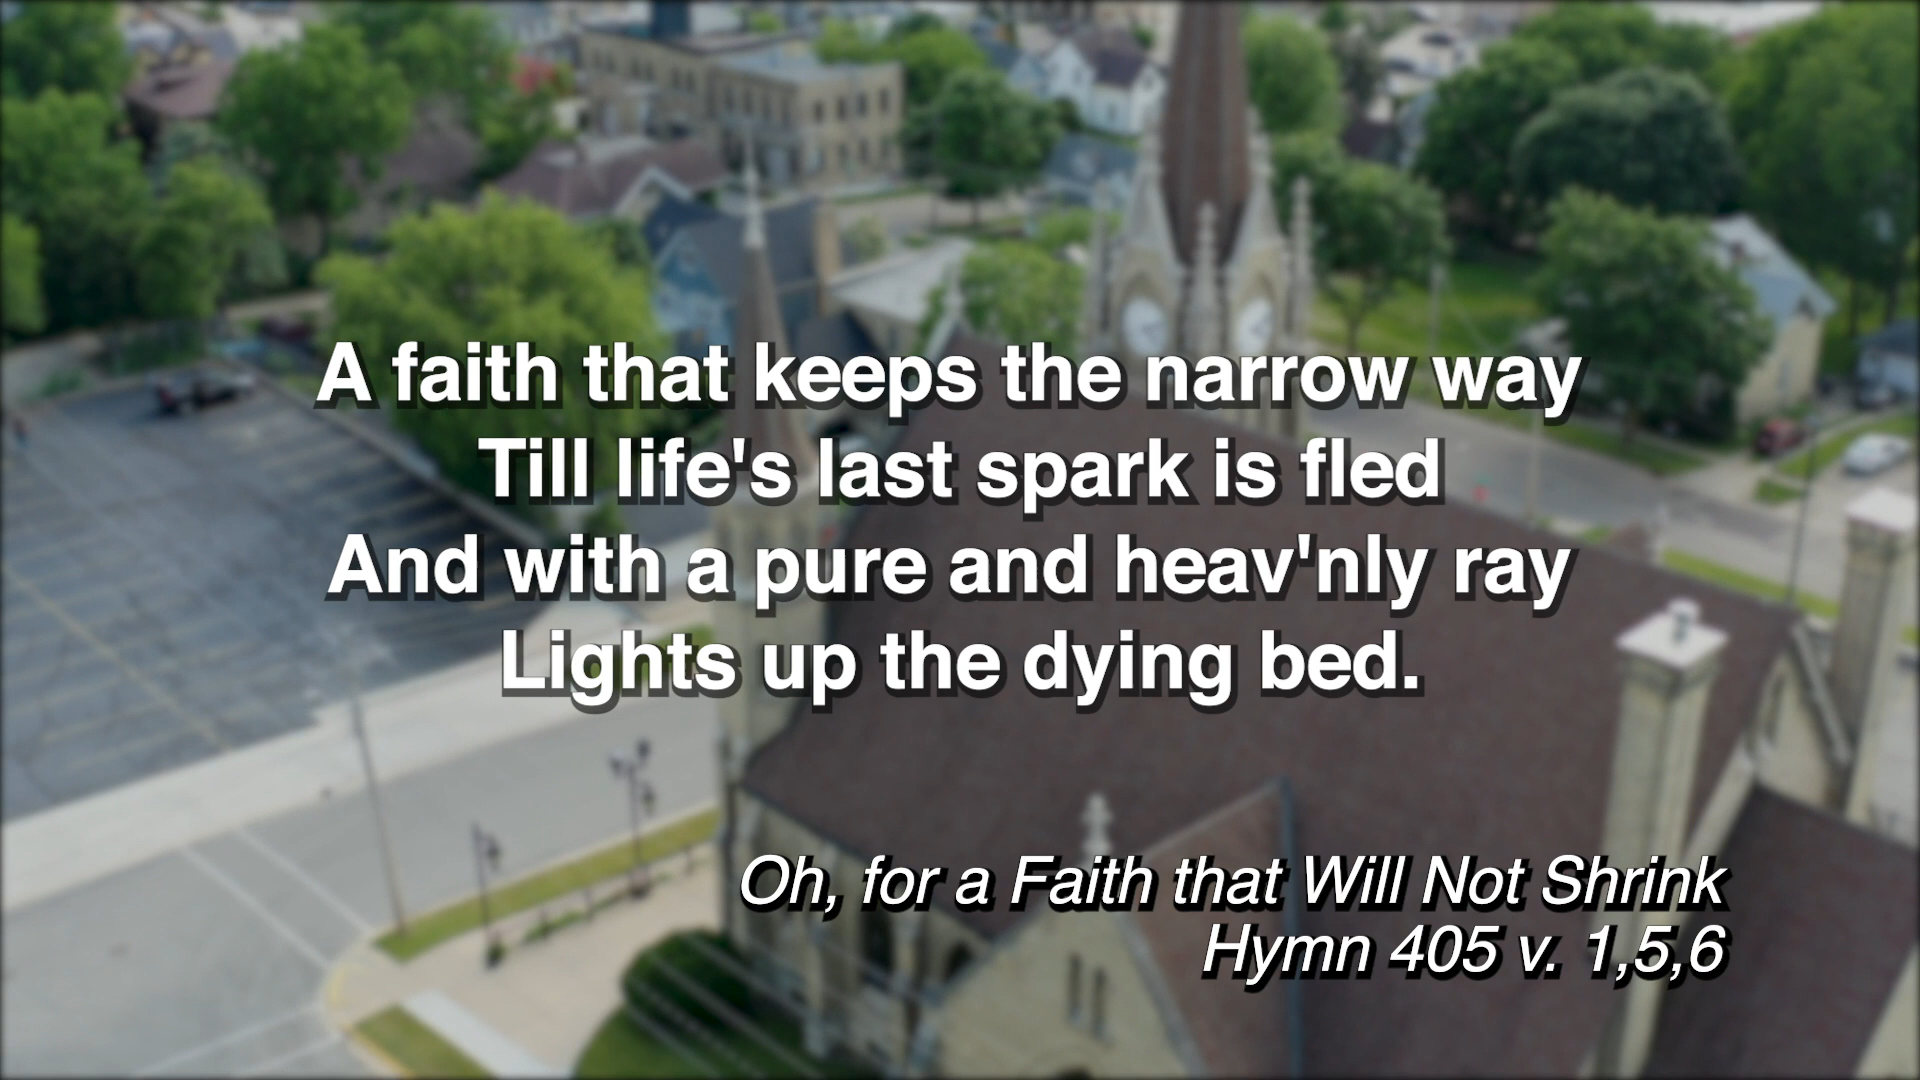 A faith that keeps the narrow way
Till life's last spark is fled
And with a pure and heav'nly ray
Lights up the dying bed.
Oh, for a Faith that Will Not Shrink
Hymn 405 v. 1,5,6